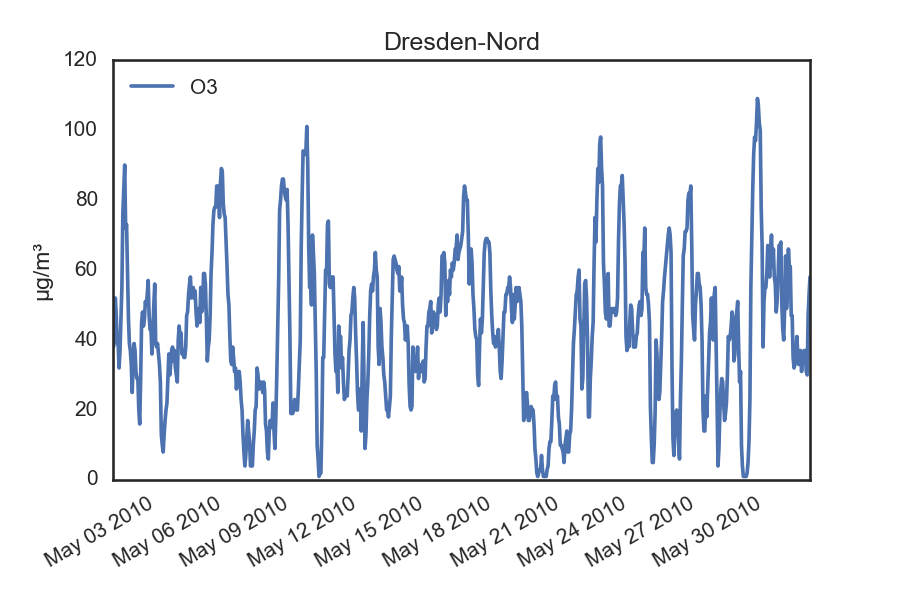 Dresden-Nord
O3
µg/m³
120
100
80
60
40
20
0
May 03 2010
May 06 2010
May 09 2010
May 12 2010
May 15 2010
May 18 2010
May 21 2010
May 24 2010
May 27 2010
May 30 2010